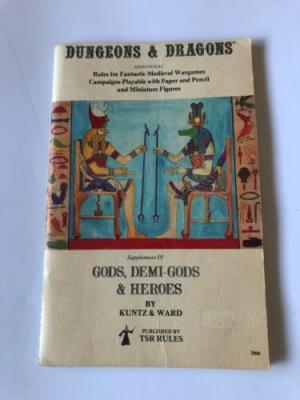 DUNGEONS & DRAGONS®
ADDITIONAL
Rules for Fantastic Medieval Wargames
Campaigns Playable with Paper and Pencil
and Miniature Figures
Supplement IV
GODS, DEMI-GODS
& HEROES
BY
KUNTZ & WARD
PUBLISHED BY
TSR RULES
2006